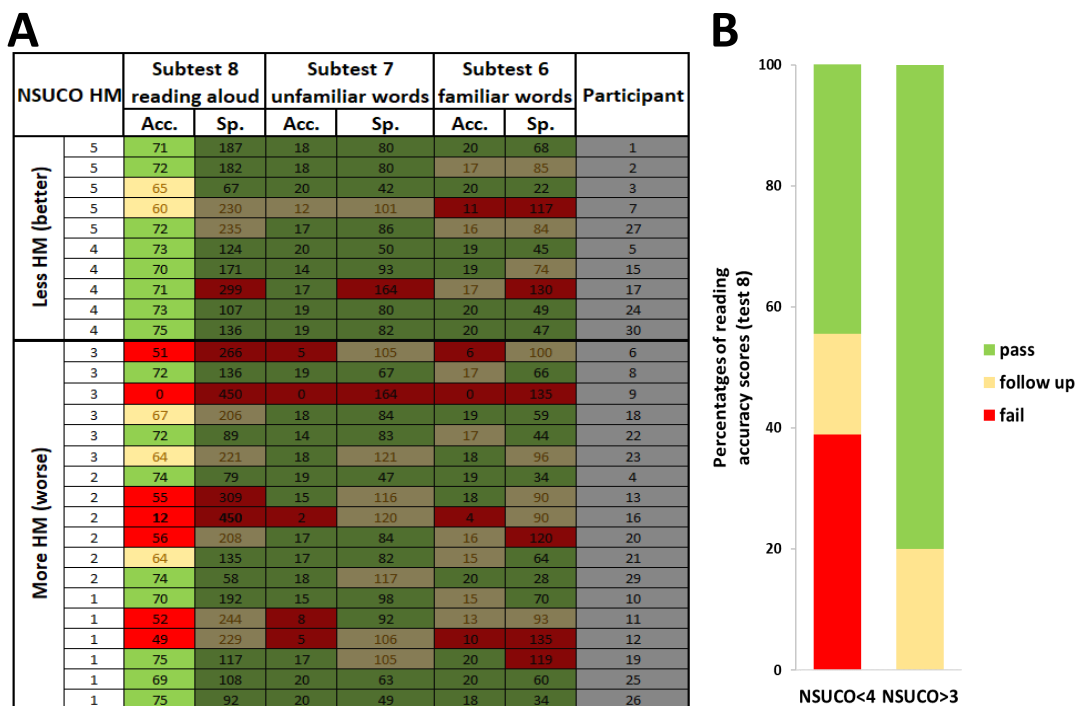 A
NSUCO HM
Subtest 8
reading aloud
Subtest 7
unfamiliar words
Subtest 6
familiar words
Participant
Acc. Sp. Acc. Sp. Acc. Sp.
Less HM (better)
5 71 187 18 80 20 68 1
5 72 182 18 80 17 85 2
5 65 67 20 42 20 22 3
5 60 230 12 101 11 117 7
5 72 235 17 86 16 84 27
4 73 124 20 50 19 45 5
4 70 171 14 93 19 74 15
4 71 299 17 164 17 130 17
4 73 107 19 80 20 49 24
4 75 136 19 82 20 47 30
More HM (worse)
3 51 266 5 105 6 100 6
3 72 136 19 67 17 66 8
3 0 450 0 164 0 135 9
3 67 206 18 84 19 59 18
3 72 89 14 83 17 44 22
3 64 221 18 121 18 96 23
2 74 79 19 47 19 34 4
2 55 309 15 116 18 90 13
2 12 450 2 120 4 90 16
2 56 208 17 84 16 120 20
2 64 135 17 82 15 64 21
2 74 58 18 117 20 28 29
1 70 192 15 98 15 70 10
1 52 244 8 92 13 93 11
1 49 229 5 106 10 135 12
1 75 117 17 105 20 119 19
1 69 108 20 63 20 60 25
1 75 92 20 49 18 34 26
B
Percentatges of reading
accuracy scores (test 8)
100
80
60
40
20
0
NSUCO<4 NSUCO>3
pass
follow up
fail